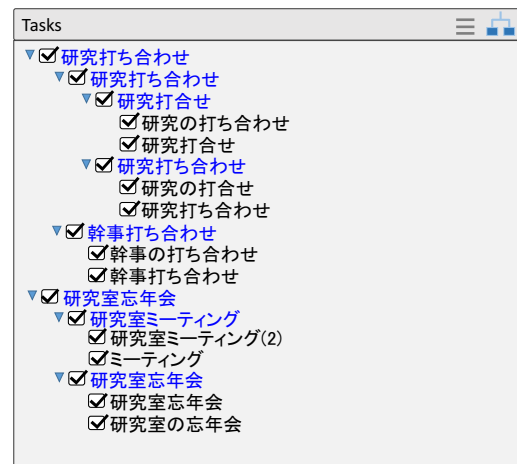 Tasks
研究打ち合わせ
研究打ち合わせ
研究打合せ
研究の打ち合わせ
研究打合せ
研究打ち合わせ
研究の打合せ
研究打ち合わせ
幹事打ち合わせ
幹事の打ち合わせ
幹事打ち合わせ
研究室忘年会
研究室ミーティング
研究室ミーティング(2)
ミーティング
研究室忘年会
研究室忘年会
研究室の忘年会